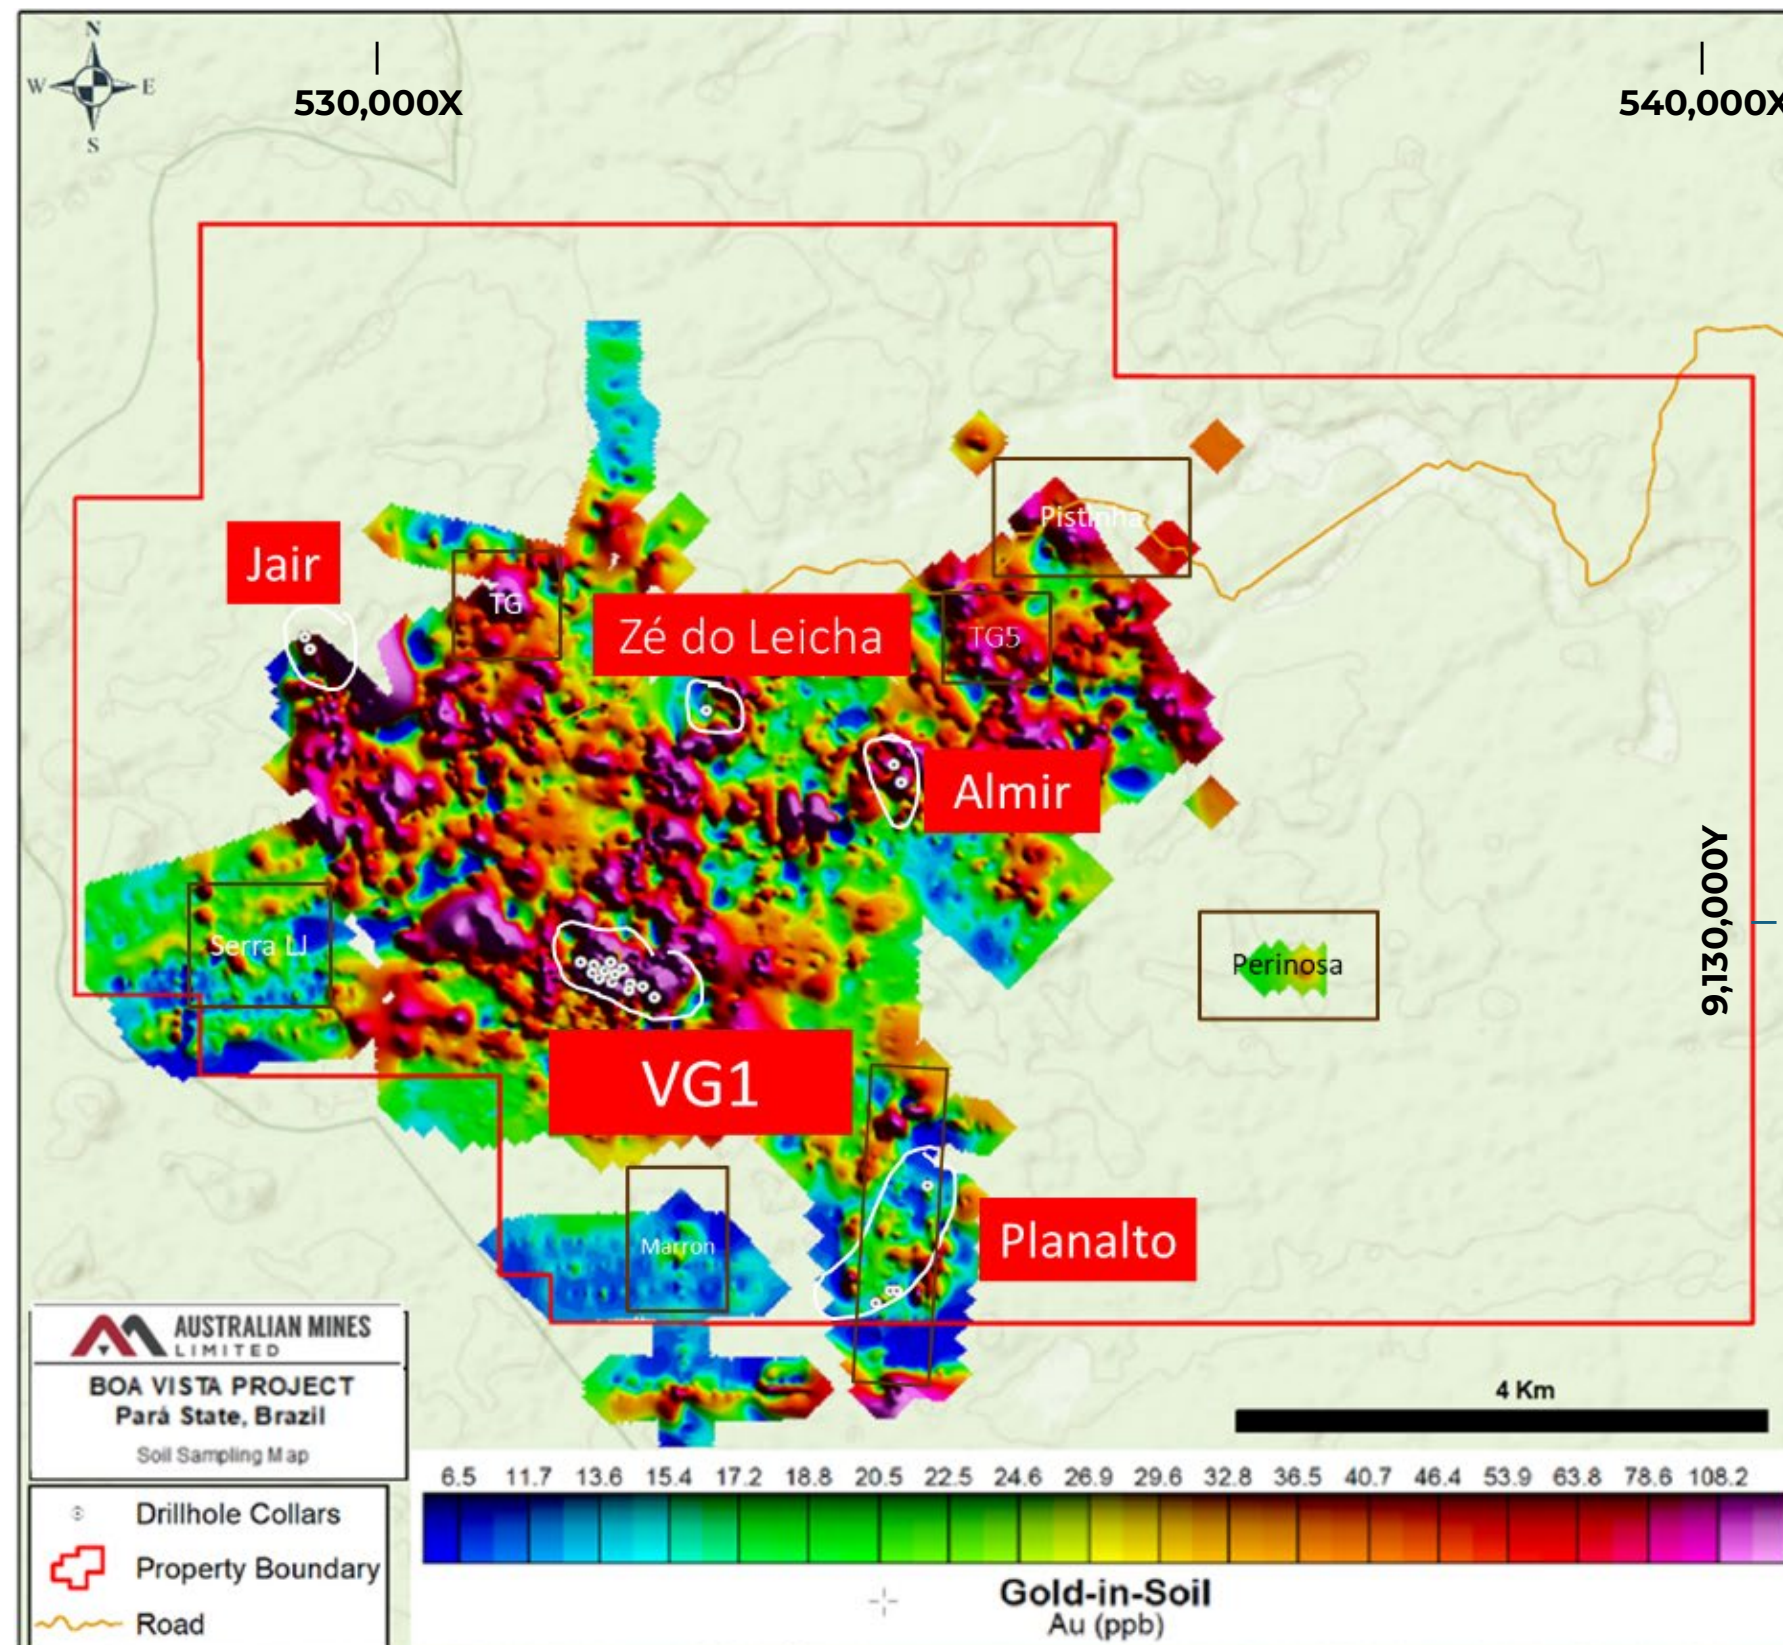 N
W
E
S
530,000X
540,000X
Pistinha
Jair
TG
Zé do Leicha
TG5
Almir
9,130,000Y
Serra LJ
Perinosa
VG1
Marron
Planalto
AUSTRALIAN MINES
LIMITED
BOA VISTA PROJECT
Pará State, Brazil
Soil Sampling Map
4 Km
6.5 11.7 13.6 15.4 17.2 18.8 20.5 22.5 24.6 26.9 29.6 32.8 36.5 40.7 46.4 53.9 63.8 78.6 108.2
Drillhole Collars
Property Boundary
Road
Gold-in-Soil
Au (ppb)